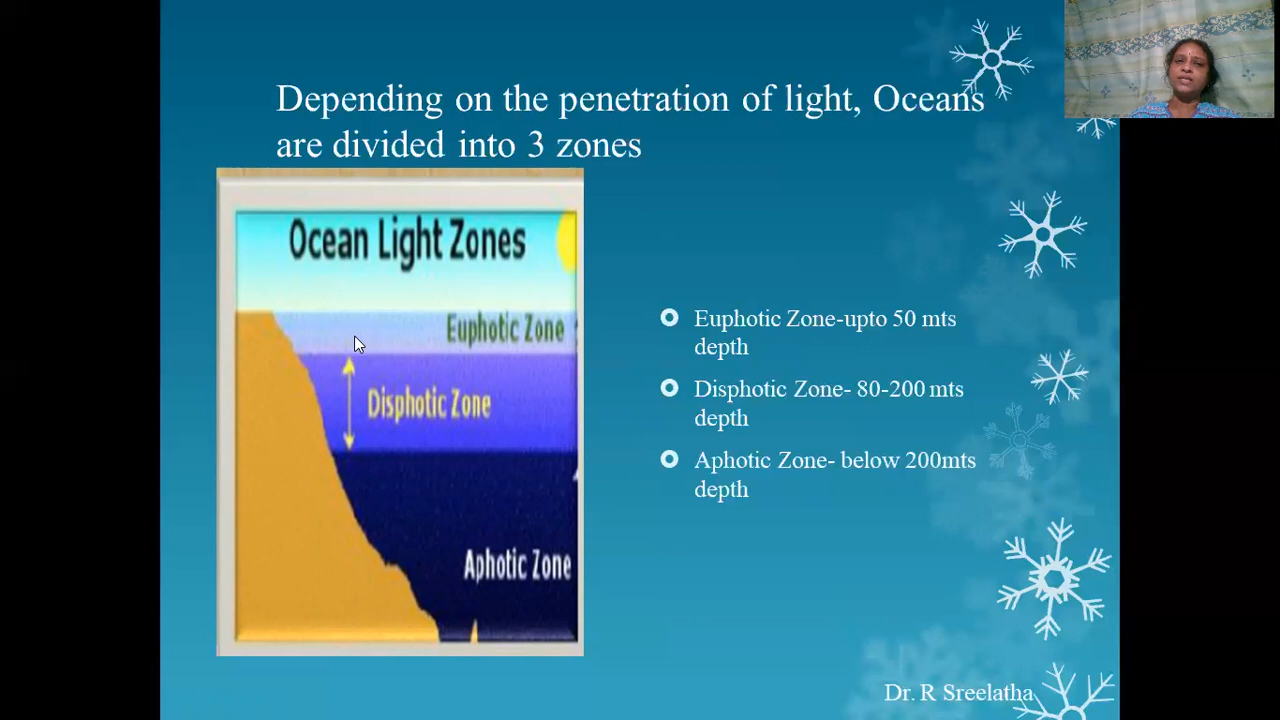 Depending on the penetration of light, Oceans
are divided into 3 zones
Ocean Light Zones
Euphotic Zone
Disphotic Zone
Aphotic Zone
Euphotic Zone-upto 50 mts
depth
Disphotic Zone- 80-200 mts
depth
Aphotic Zone- below 200mts
depth
Dr. R Sreelatha